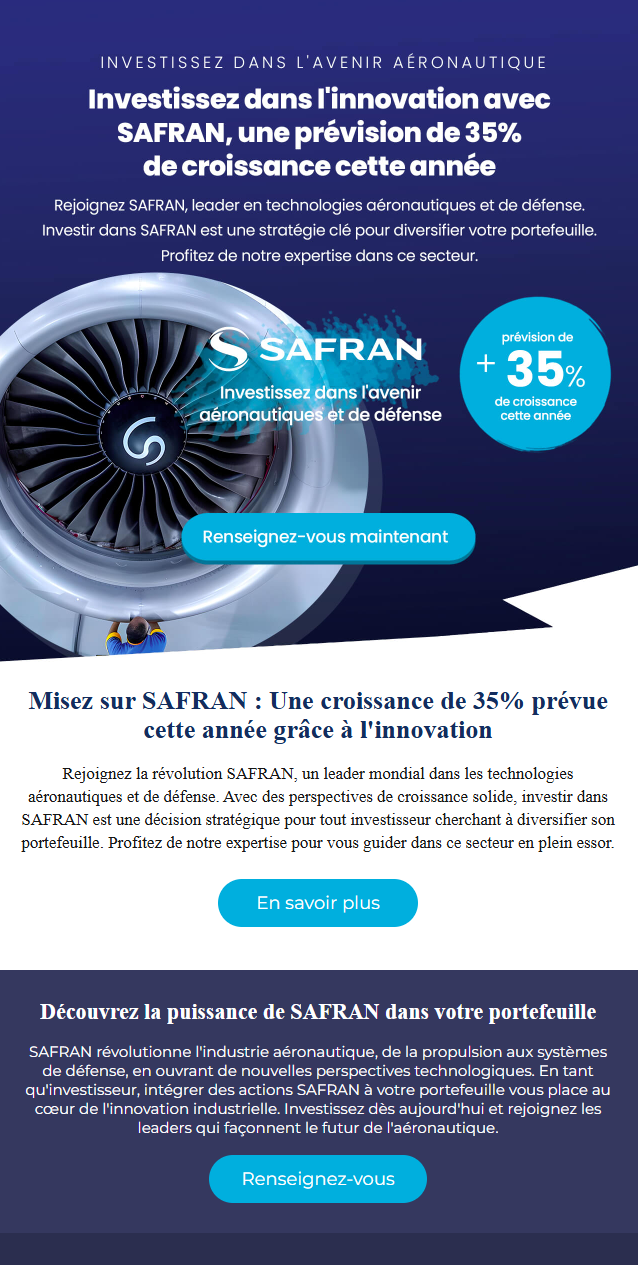 INVESTISSEZ DANS L'AVENIR AÉRONAUTIQUE
Investissez dans l'innovation avec
SAFRAN, une prévision de 35%
de croissance cette année
Rejoignez SAFRAN, leader en technologies aéronautiques et de défense.
Investir dans SAFRAN est une stratégie clé pour diversifier votre portefeuille.
Profitez de notre expertise dans ce secteur.
SAFRAN
Investissez dans l'avenir
aéronautiques et de défense
prévision de
+ 35%
de croissance
cette année
Renseignez-vous maintenant
Misez sur SAFRAN : Une croissance de 35% prévue
cette année grâce à l'innovation
Rejoignez la révolution SAFRAN, un leader mondial dans les technologies
aéronautiques et de défense. Avec des perspectives de croissance solide, investir dans
SAFRAN est une décision stratégique pour tout investisseur cherchant à diversifier son
portefeuille. Profitez de notre expertise pour vous guider dans ce secteur en plein essor.
En savoir plus
Découvrez la puissance de SAFRAN dans votre portefeuille
SAFRAN révolutionne l'industrie aéronautique, de la propulsion aux systèmes
de défense, en ouvrant de nouvelles perspectives technologiques. En tant
qu'investisseur, intégrer des actions SAFRAN à votre portefeuille vous place au
cœur de l'innovation industrielle. Investissez dès aujourd'hui et rejoignez les
leaders qui façonnent le futur de l'aéronautique.
Renseignez-vous